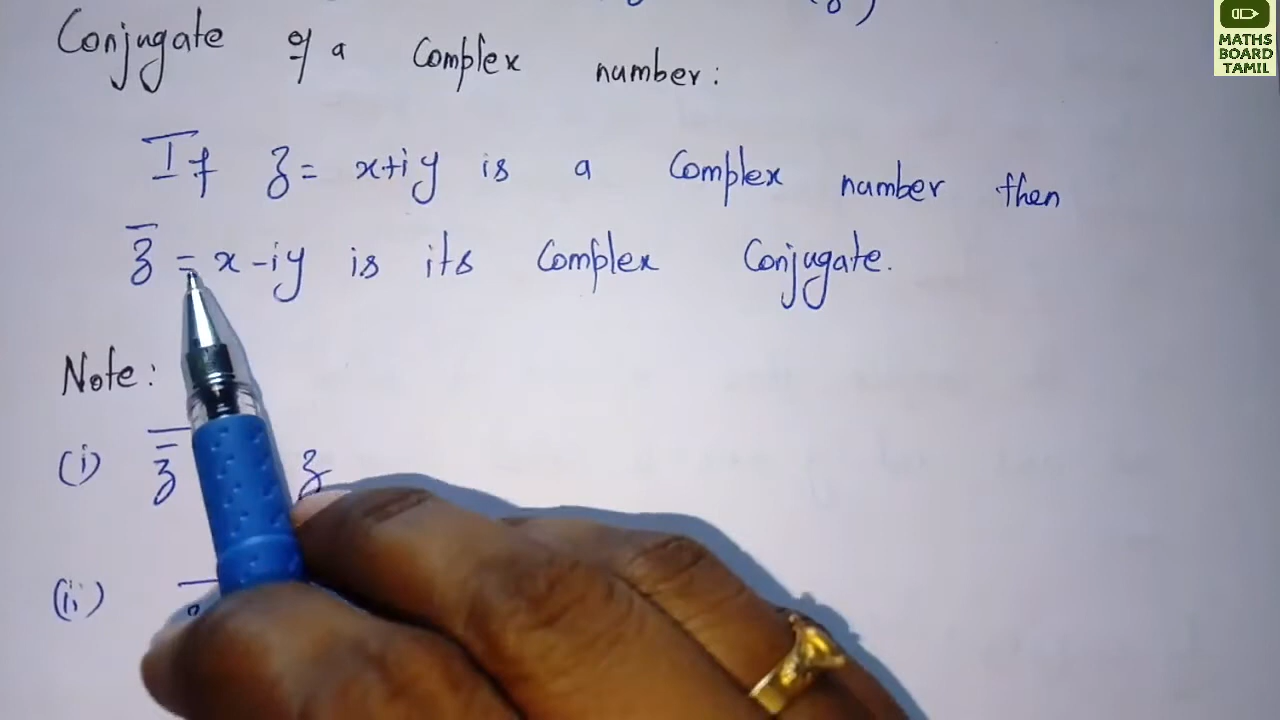 MATHS
BOARD
TAMIL
Conjugate of a Complex number:
If z = x+iy is a Complex number then
z̄ = x-iy is its Complex Conjugate.
Note:
(i) z̿ z
(ii)